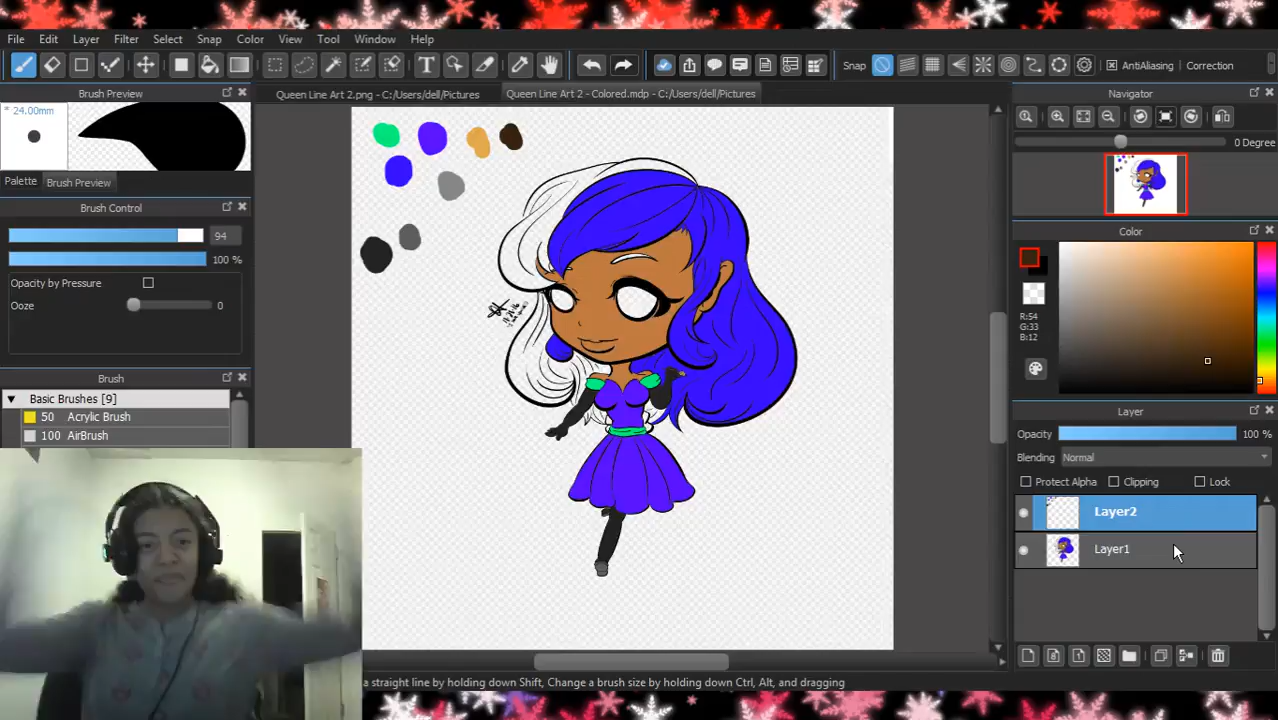 File Edit Layer Filter Select Snap Color View Tool Window Help
Snap AntiAliasing Correction
Brush Preview
Queen Line Art 2.png - C:/Users/dell/Pictures
Queen Line Art 2 - Colored.mdp - C:/Users/dell/Pictures
Navigator
* 24.00mm
0 Degree
Palette Brush Preview
Brush Control
94
100 %
Opacity by Pressure
Ooze 0
Brush
Basic Brushes [9]
50 Acrylic Brush
100 AirBrush
Color
R:54
G:33
B:12
Layer
Opacity 100 %
Blending Normal
Protect Alpha Clipping Lock
Layer2
Layer1
a straight line by holding down Shift, Change a brush size by holding down Ctrl, Alt, and dragging